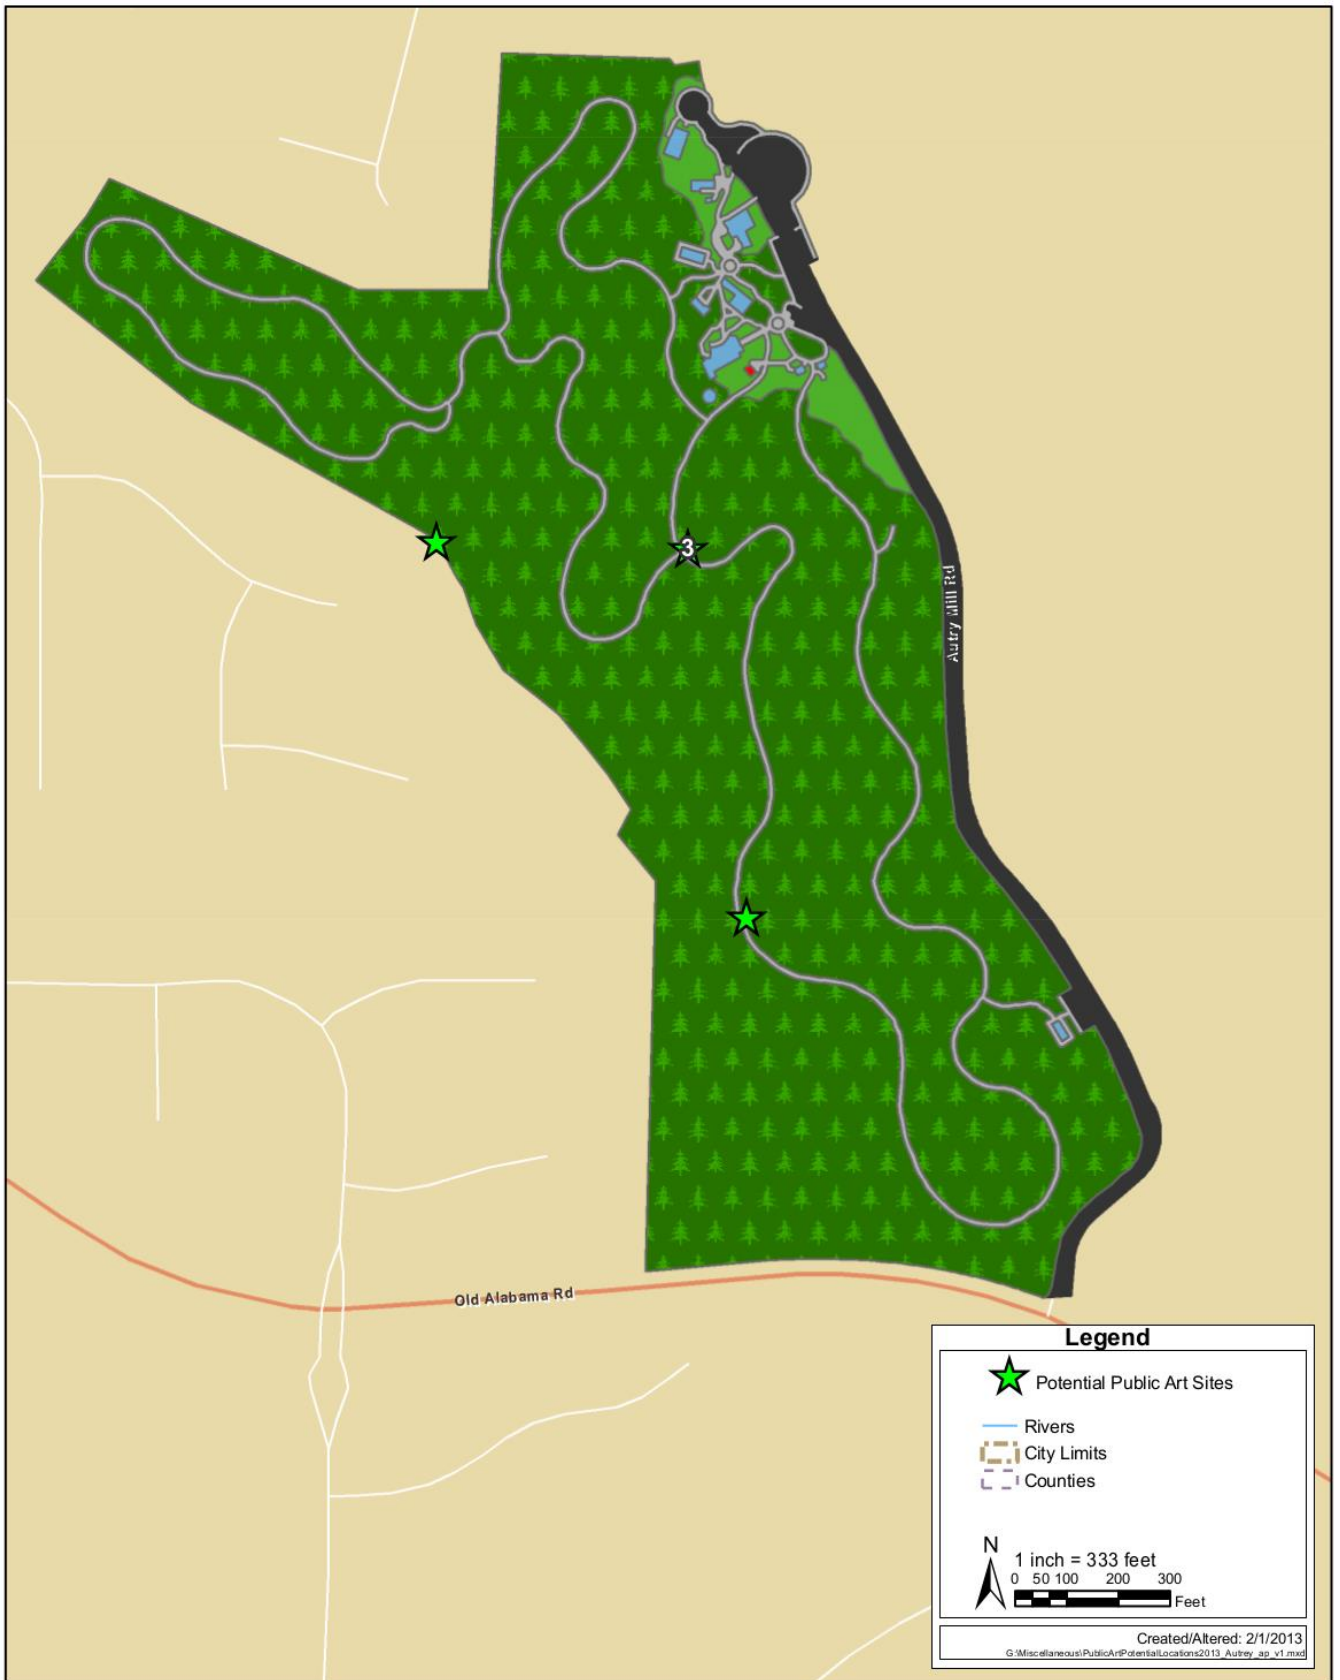 3
Autry Mill Rd
Old Alabama Rd
Legend
Potential Public Art Sites
Rivers
City Limits
Counties
N
1 inch = 333 feet
0 50 100 200 300
Feet
Created/Altered: 2/1/2013
G:\Miscellaneous\PublicArtPotentialLocations2013_Autrey_ap_v1.mxd